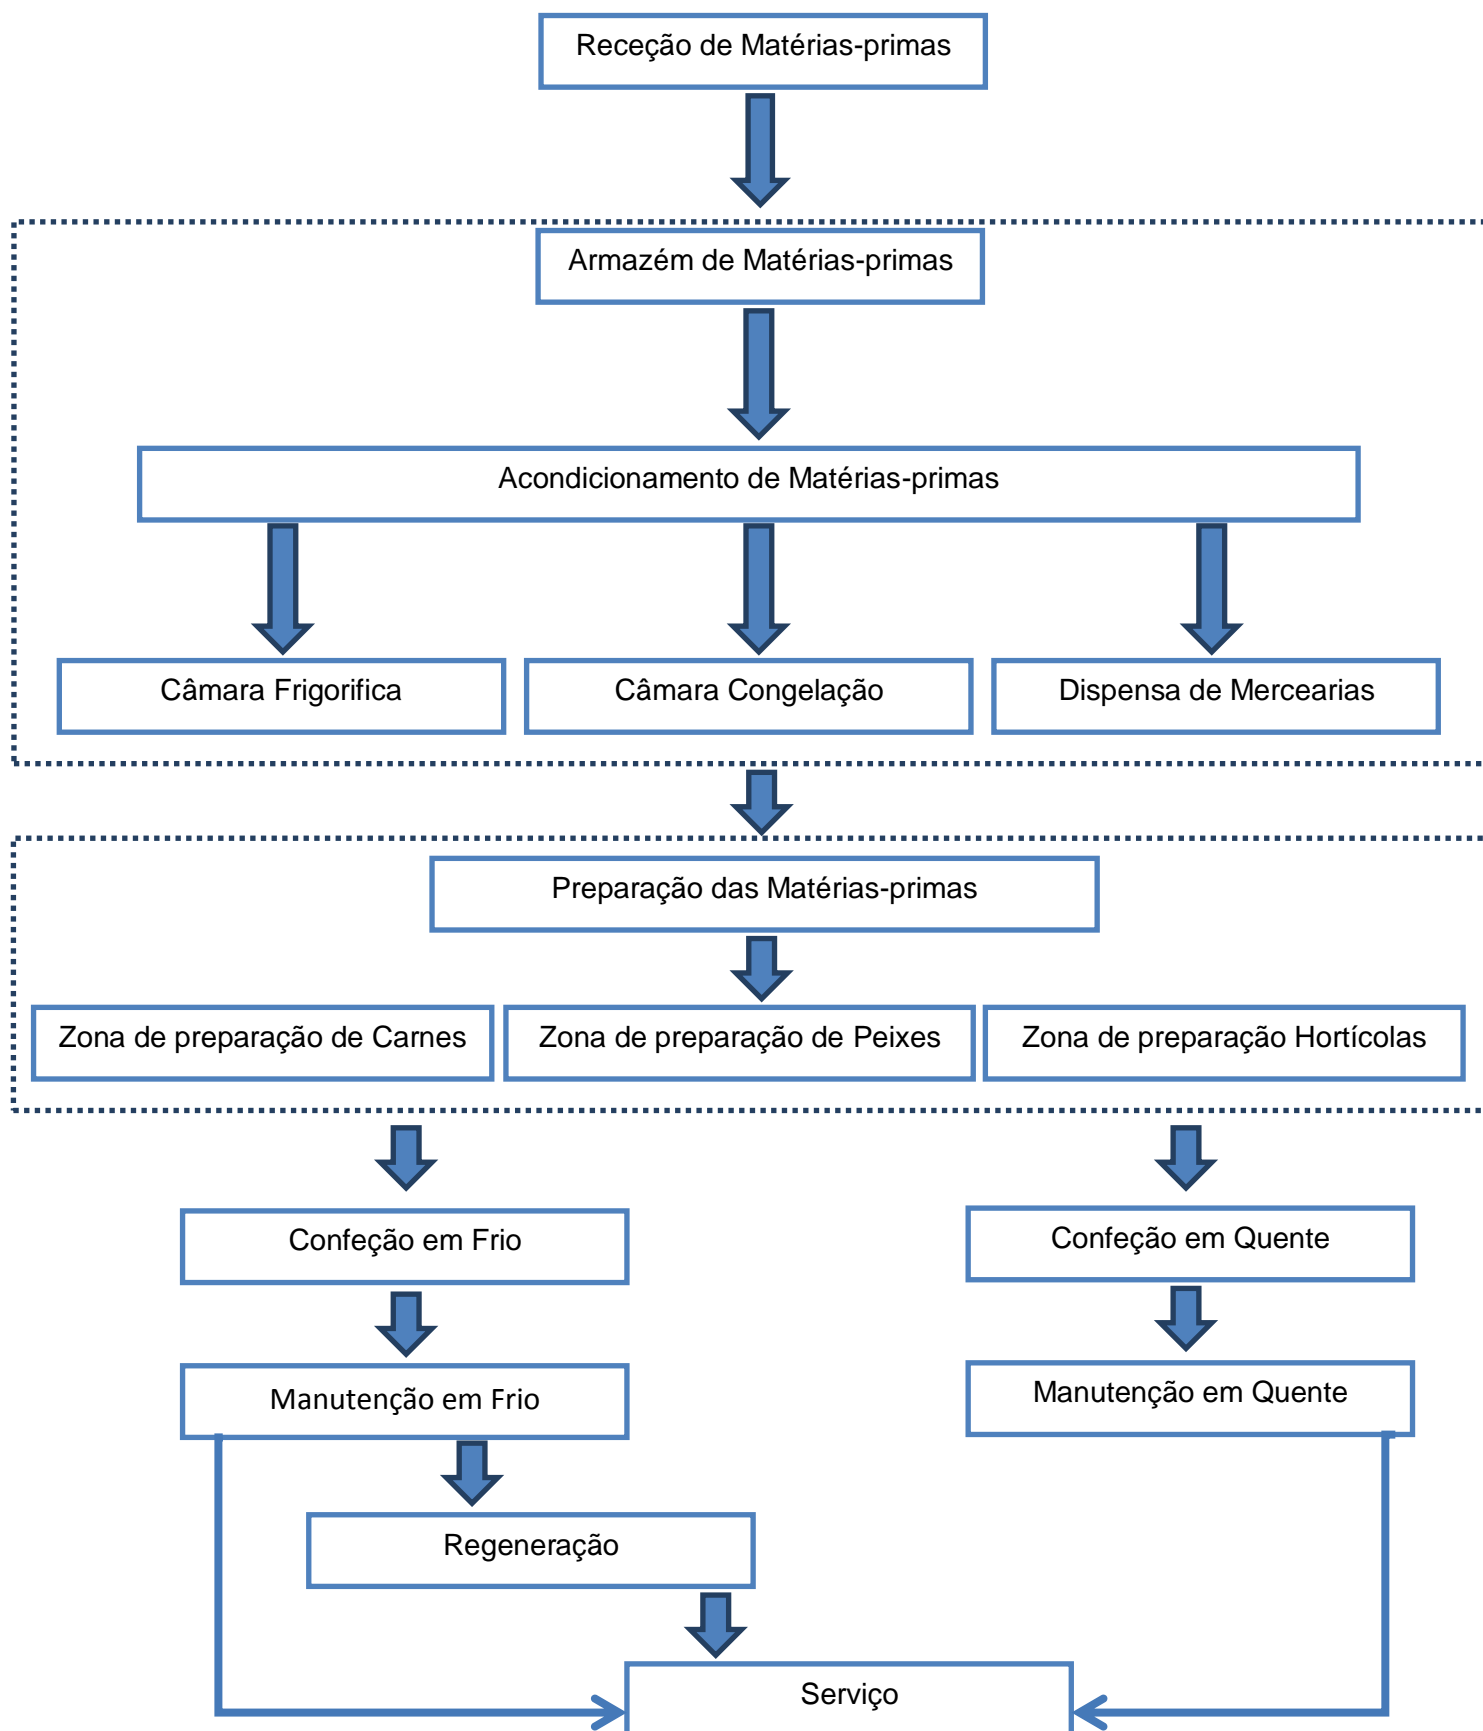 Receção de Matérias-primas
Armazém de Matérias-primas
Acondicionamento de Matérias-primas
Câmara Frigorifica
Câmara Congelação
Dispensa de Mercearias
Preparação das Matérias-primas
Zona de preparação de Carnes
Zona de preparação de Peixes
Zona de preparação Hortícolas
Confeção em Frio
Confeção em Quente
Manutenção em Frio
Manutenção em Quente
Regeneração
Serviço